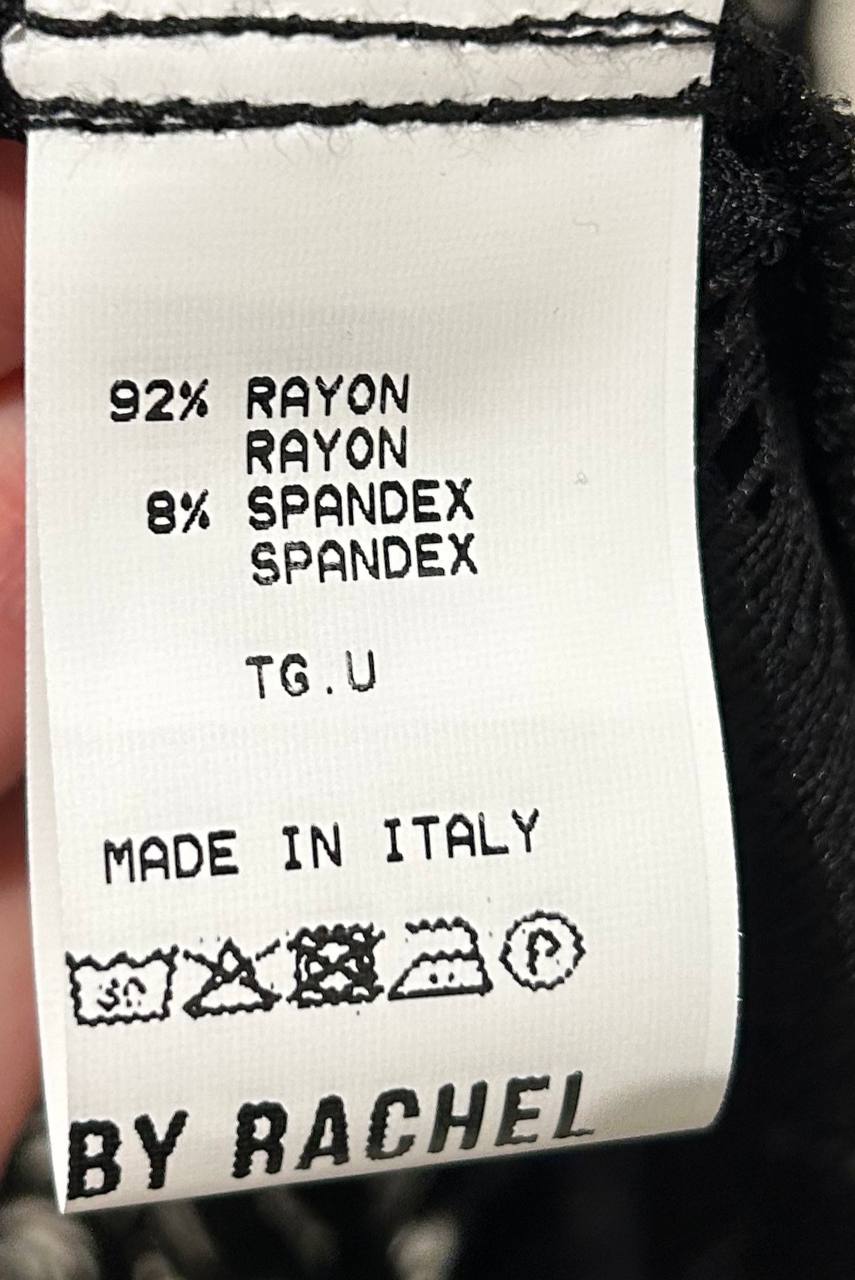 92% RAYON
RAYON
8% SPANDEX
SPANDEX
TG.U
MADE IN ITALY
30 P
BY RACHEL